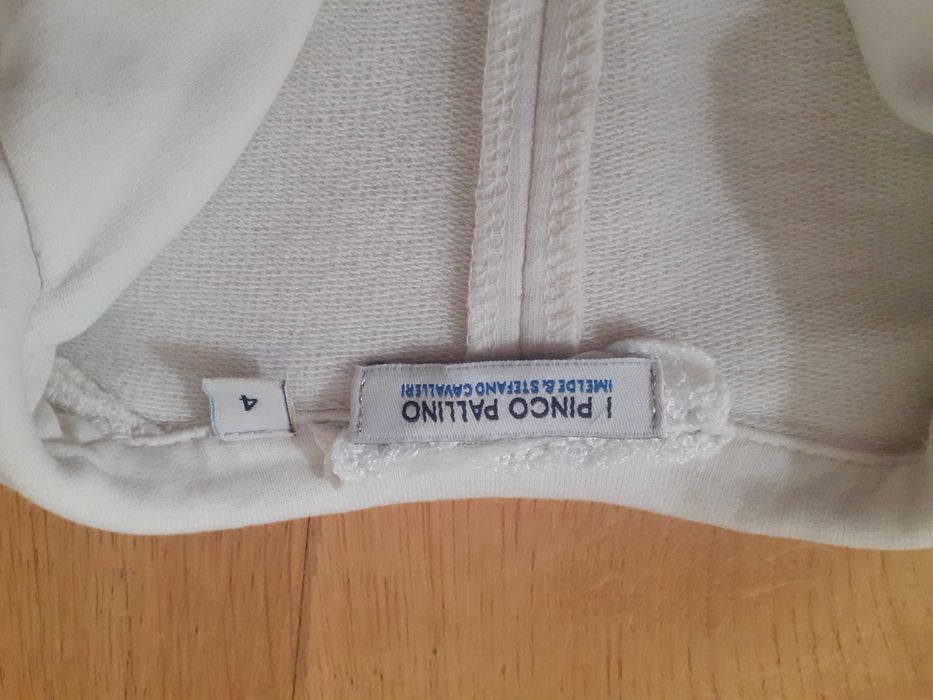 I PINCO PALLINO
IMELDE & STEFANO CAVALLERI
4